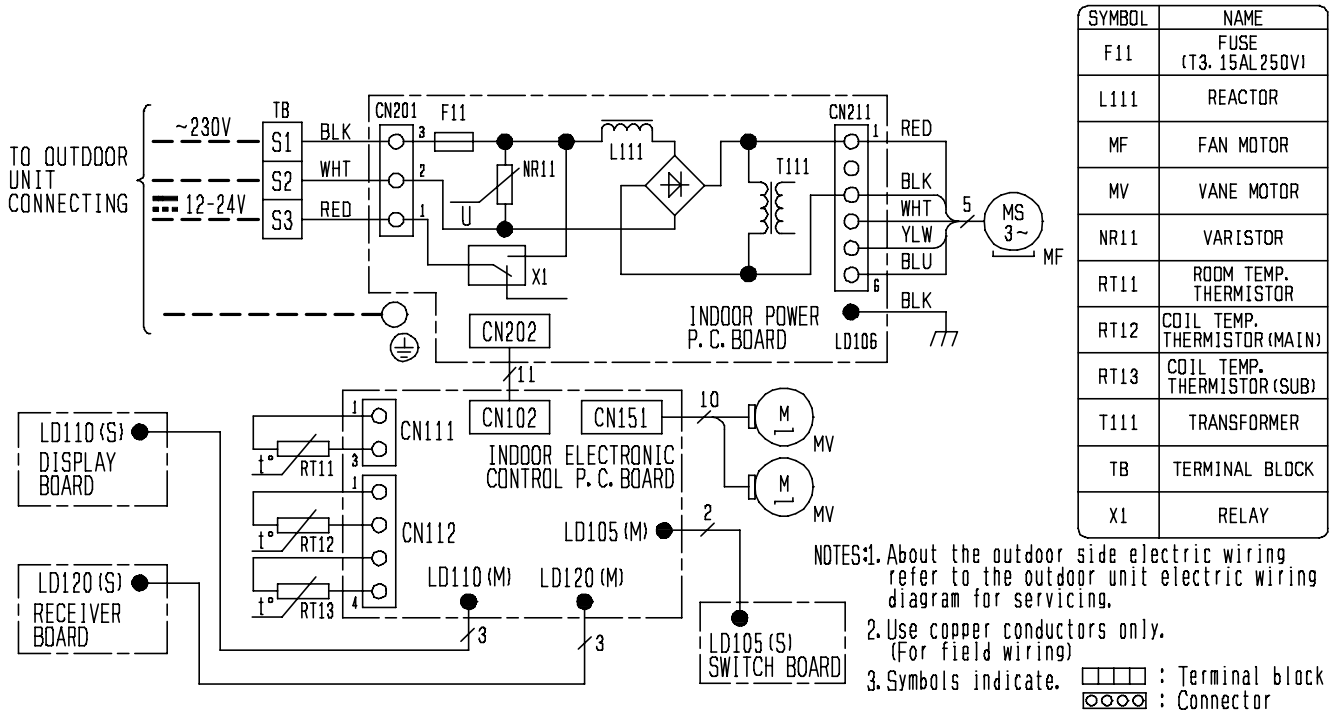 TO OUTDOOR
UNIT
CONNECTING
~230V
12-24V
TB
S1
S2
S3
BLK
WHT
RED
CN201
3
2
1
F11
NR11
U
X1
L111
T111
CN211
1
6
RED
BLK
WHT
YLW
BLU
BLK
5
MS
3~
MF
INDOOR POWER
P. C. BOARD
LD106
CN202
11
CN102
CN151
10
M
MV
M
MV
INDOOR ELECTRONIC
CONTROL P. C. BOARD
1
3
CN111
t°
RT11
1
4
CN112
t°
RT12
t°
RT13
LD110 (S)
DISPLAY
BOARD
LD120 (S)
RECEIVER
BOARD
LD105 (M)
2
LD110 (M)
LD120 (M)
3
3
LD105 (S)
SWITCH BOARD
SYMBOL NAME
F11 FUSE
(T3. 15AL250V)
L111 REACTOR
MF FAN MOTOR
MV VANE MOTOR
NR11 VARISTOR
RT11 ROOM TEMP.
THERMISTOR
RT12 COIL TEMP.
THERMISTOR (MAIN)
RT13 COIL TEMP.
THERMISTOR (SUB)
T111 TRANSFORMER
TB TERMINAL BLOCK
X1 RELAY
NOTES:1. About the outdoor side electric wiring
refer to the outdoor unit electric wiring
diagram for servicing.
2. Use copper conductors only.
(For field wiring)
3. Symbols indicate.
: Terminal block
: Connector